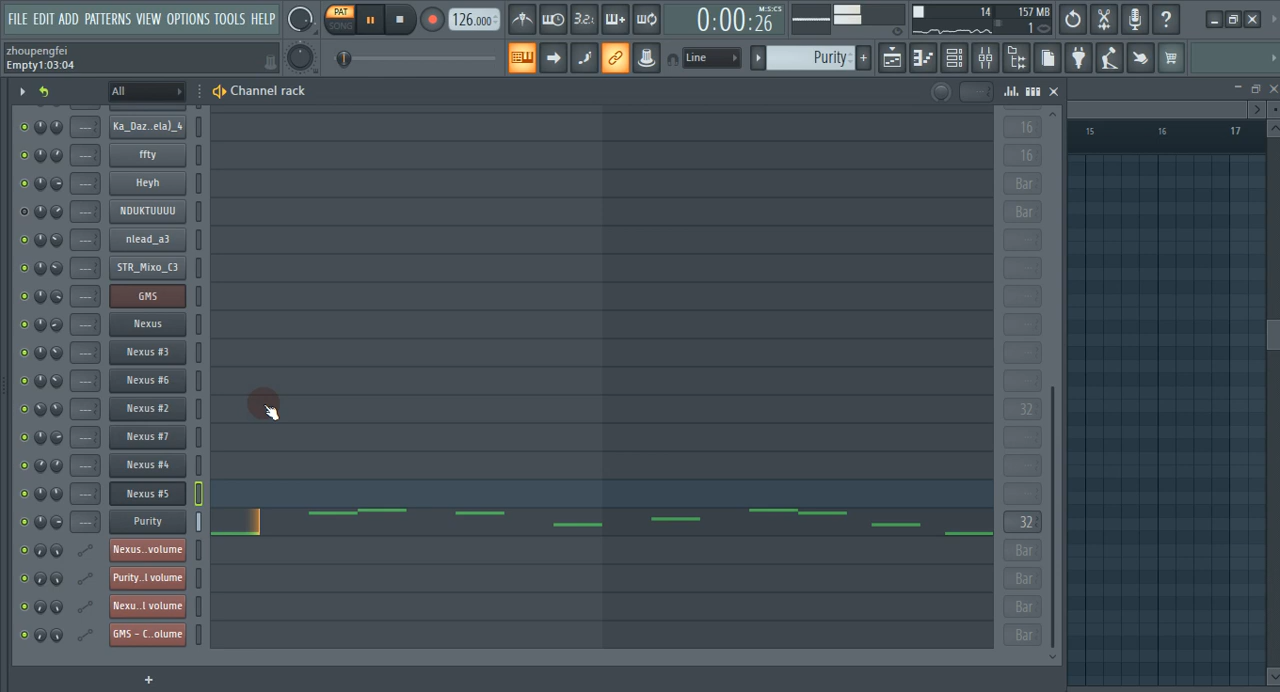 FILE EDIT ADD PATTERNS VIEW OPTIONS TOOLS HELP
PAT
SONG
126.000
3.2.
0:00:26
M:S:CS
14
157 MB
1
?
zhoupengfei
Empty1:03:04
Line
Purity
+
All
Channel rack
15
16
17
Ka_Daz..ela)_4
16
ffty
16
Heyh
Bar
NDUKTUUUU
Bar
nlead_a3
STR_Mixo_C3
GMS
Nexus
Nexus #3
Nexus #6
Nexus #2
32
Nexus #7
Nexus #4
Nexus #5
Purity
32
Nexus..volume
Bar
Purity..l volume
Bar
Nexu..l volume
Bar
GMS - C..olume
Bar
+